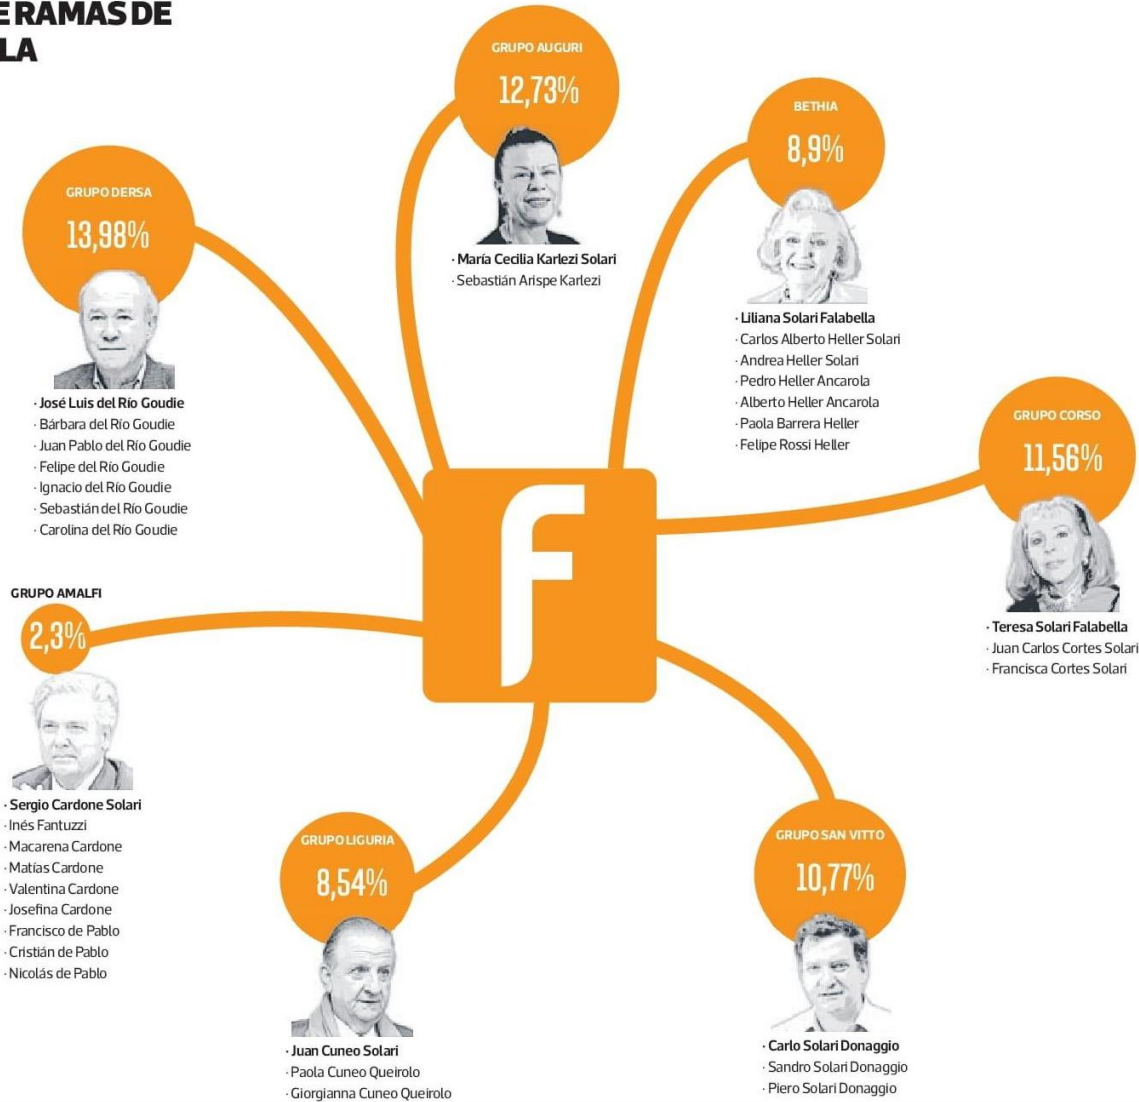 E RAMAS DE
LA
GRUPO AUGURI
12,73%
· María Cecilia Karlezi Solari
· Sebastián Arispe Karlezi
BETHIA
8,9%
· Liliana Solari Falabella
· Carlos Alberto Heller Solari
· Andrea Heller Solari
· Pedro Heller Ancarola
· Alberto Heller Ancarola
· Paola Barrera Heller
· Felipe Rossi Heller
GRUPO DERSA
13,98%
· José Luis del Río Goudie
· Bárbara del Río Goudie
· Juan Pablo del Río Goudie
· Felipe del Río Goudie
· Ignacio del Río Goudie
· Sebastián del Río Goudie
· Carolina del Río Goudie
GRUPO CORSO
11,56%
· Teresa Solari Falabella
· Juan Carlos Cortes Solari
· Francisca Cortes Solari
f
GRUPO AMALFI
2,3%
· Sergio Cardone Solari
· Inés Fantuzzi
· Macarena Cardone
· Matías Cardone
· Valentina Cardone
· Josefina Cardone
· Francisco de Pablo
· Cristián de Pablo
· Nicolás de Pablo
GRUPO LIGURIA
8,54%
· Juan Cuneo Solari
· Paola Cuneo Queirolo
· Giorgianna Cuneo Queirolo
GRUPO SAN VITTO
10,77%
· Carlo Solari Donaggio
· Sandro Solari Donaggio
· Piero Solari Donaggio